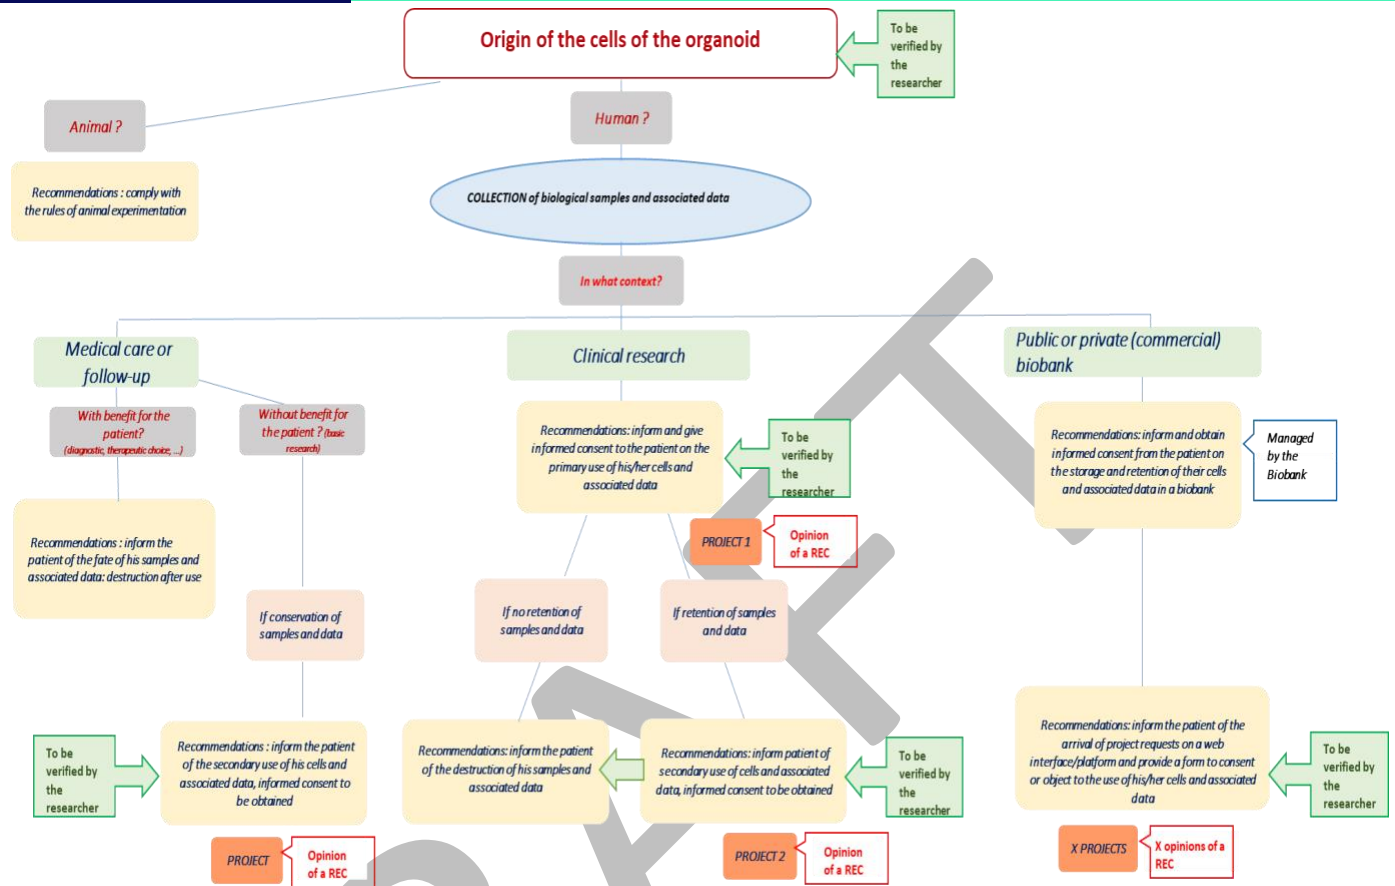 Origin of the cells of the organoid
To be
verified by
the
researcher
Animal ?
Human ?
Recommendations : comply with
the rules of animal experimentation
COLLECTION of biological samples and associated data
In what context?
Medical care or
follow-up
Clinical research
Public or private (commercial)
biobank
With benefit for the
patient?
(diagnostic, therapeutic choice, ...)
Without benefit for
the patient ? (basic
research)
Recommendations: inform and give
informed consent to the patient on the
primary use of his/her cells and
associated data
To be
verified by
the
researcher
Recommendations: inform and obtain
informed consent from the patient on
the storage and retention of their cells
and associated data in a biobank
Managed
by the
Biobank
Recommendations : inform the
patient of the fate of his samples and
associated data: destruction after use
PROJECT 1
Opinion
of a REC
If conservation of
samples and data
If no retention of
samples and data
If retention of samples
and data
To be
verified by
the
researcher
Recommendations : inform the patient
of the secondary use of his cells and
associated data, informed consent to
be obtained
Recommendations: inform the patient
of the destruction of his samples and
associated data
Recommendations: inform patient of
secondary use of cells and associated
data, informed consent to be obtained
To be
verified by
the
researcher
Recommendations: inform the patient of the
arrival of project requests on a web
interface/platform and provide a form to consent
or object to the use of his/her cells and associated
data
To be
verified by
the
researcher
PROJECT
Opinion
of a REC
PROJECT 2
Opinion
of a REC
X PROJECTS
X opinions of a
REC
DRAFT